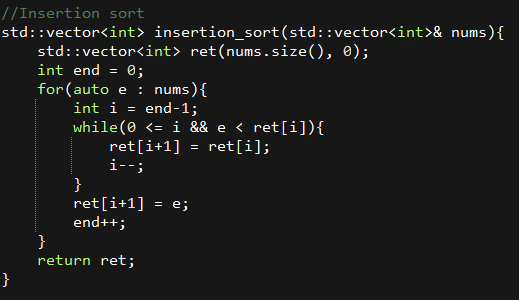 //Insertion sort
std::vector<int> insertion_sort(std::vector<int>& nums){
    std::vector<int> ret(nums.size(), 0);
    int end = 0;
    for(auto e : nums){
        int i = end-1;
        while(0 <= i && e < ret[i]){
            ret[i+1] = ret[i];
            i--;
        }
        ret[i+1] = e;
        end++;
    }
    return ret;
}